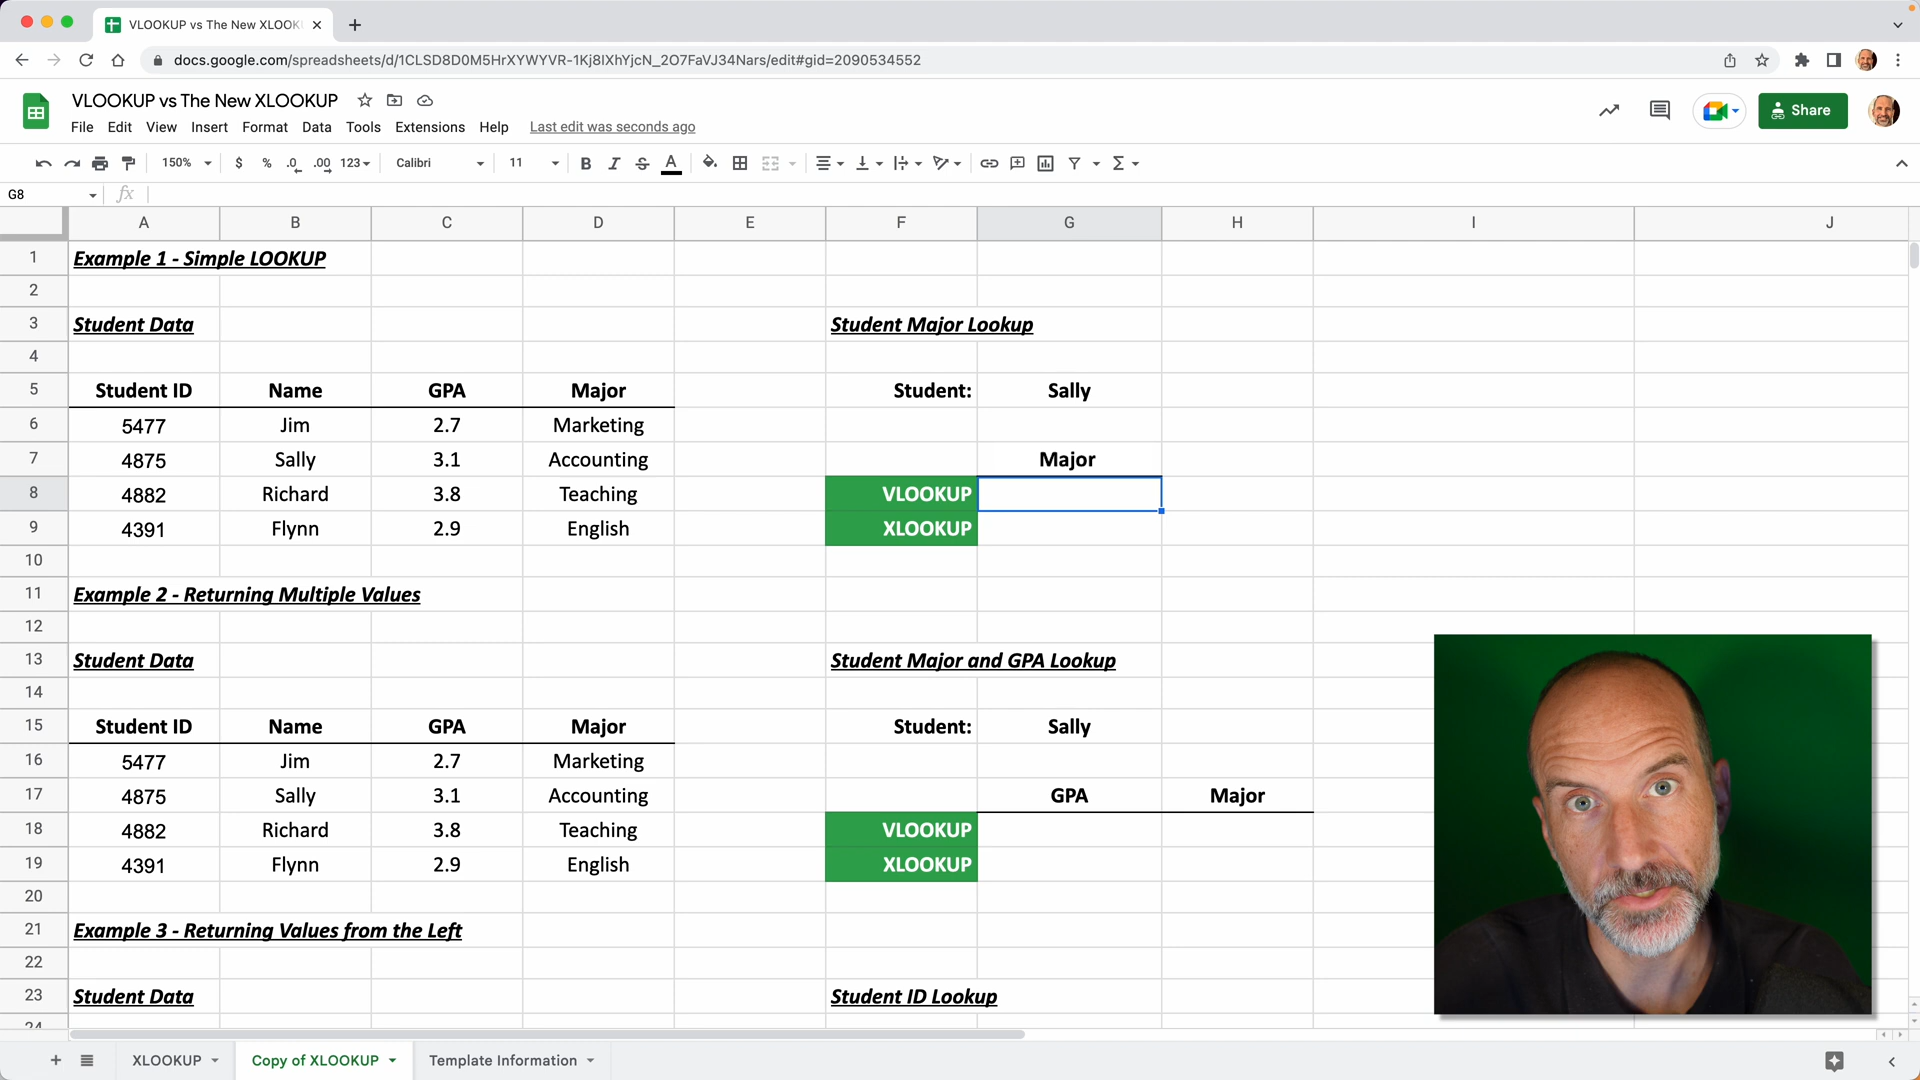 VLOOKUP vs The New XLOOK
docs.google.com/spreadsheets/d/1CLSD8D0M5HrXYWYVR-1Kj8IXhYjcN_2O7FaVJ34Nars/edit#gid=2090534552
VLOOKUP vs The New XLOOKUP
File Edit View Insert Format Data Tools Extensions Help Last edit was seconds ago
Share
150% $ % .0 .00 123 Calibri 11 B I S A
G8 fx
A B C D E F G H I J
1 Example 1 - Simple LOOKUP
2
3 Student Data Student Major Lookup
4
5 Student ID Name GPA Major Student: Sally
6 5477 Jim 2.7 Marketing
7 4875 Sally 3.1 Accounting Major
8 4882 Richard 3.8 Teaching VLOOKUP
9 4391 Flynn 2.9 English XLOOKUP
10
11 Example 2 - Returning Multiple Values
12
13 Student Data Student Major and GPA Lookup
14
15 Student ID Name GPA Major Student: Sally
16 5477 Jim 2.7 Marketing
17 4875 Sally 3.1 Accounting GPA Major
18 4882 Richard 3.8 Teaching VLOOKUP
19 4391 Flynn 2.9 English XLOOKUP
20
21 Example 3 - Returning Values from the Left
22
23 Student Data Student ID Lookup
24
XLOOKUP Copy of XLOOKUP Template Information